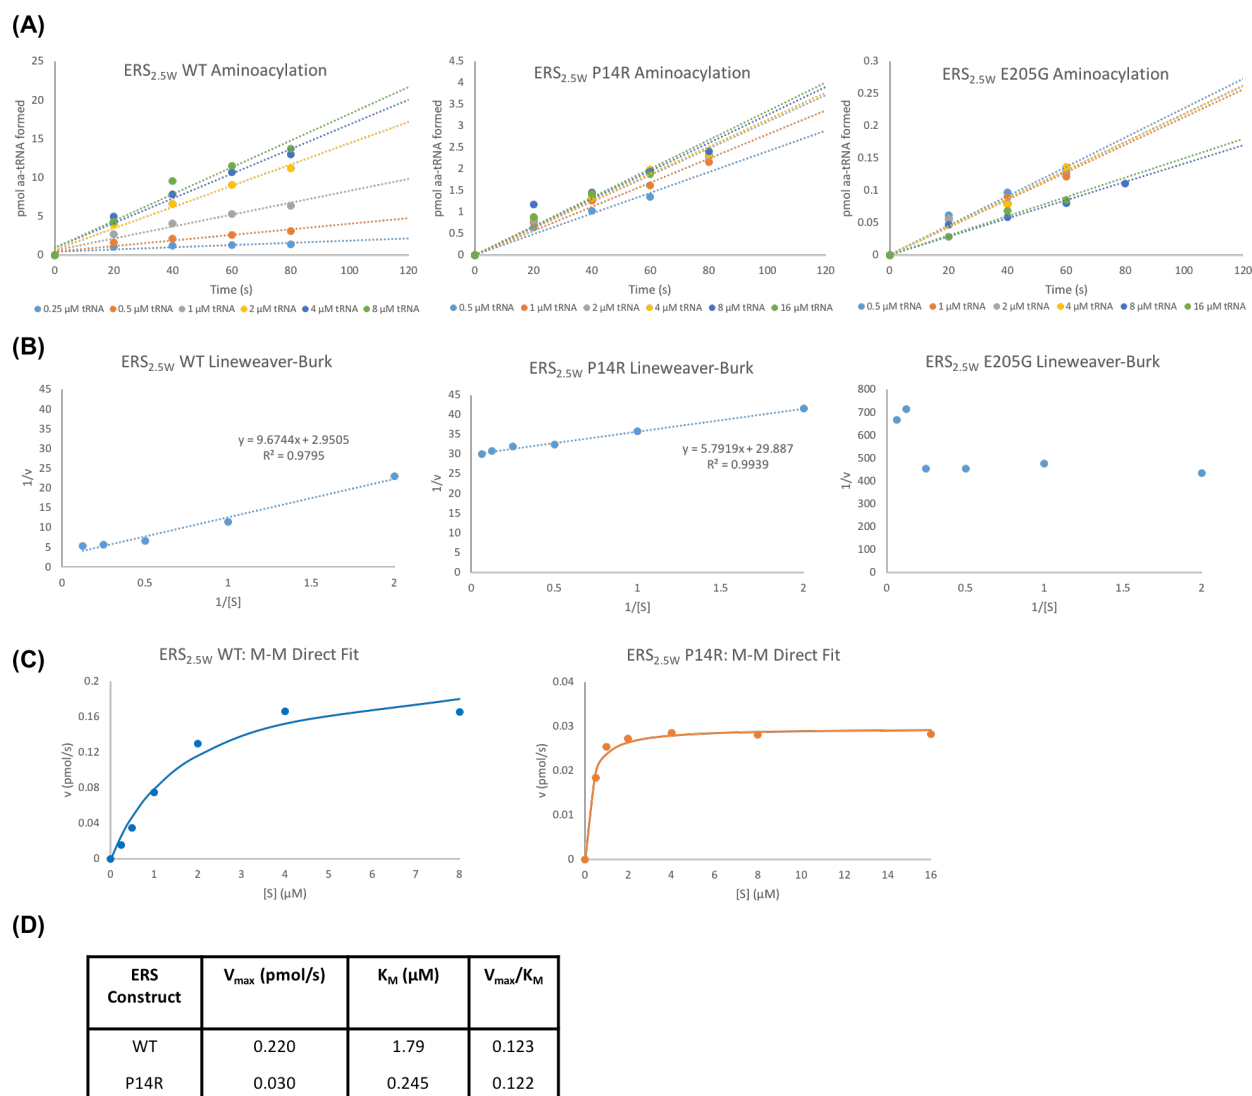 (A)
ERS2.5W WT Aminoacylation
pmol aa-tRNA formed
25
20
15
10
5
0
0 20 40 60 80 100 120
Time (s)
0.25 µM tRNA 0.5 µM tRNA 1 µM tRNA 2 µM tRNA 4 µM tRNA 8 µM tRNA
ERS2.5W P14R Aminoacylation
pmol aa-tRNA formed
4.5
4
3.5
3
2.5
2
1.5
1
0.5
0
0 20 40 60 80 100 120
Time (s)
0.5 µM tRNA 1 µM tRNA 2 µM tRNA 4 µM tRNA 8 µM tRNA 16 µM tRNA
ERS2.5W E205G Aminoacylation
pmol aa-tRNA formed
0.3
0.25
0.2
0.15
0.1
0.05
0
0 20 40 60 80 100 120
Time (s)
0.5 µM tRNA 1 µM tRNA 2 µM tRNA 4 µM tRNA 8 µM tRNA 16 µM tRNA
(B)
ERS2.5W WT Lineweaver-Burk
1/v
45
40
35
30
25
20
15
10
5
0
y = 9.6744x + 2.9505
R² = 0.9795
0 0.5 1 1.5 2
1/[S]
ERS2.5W P14R Lineweaver-Burk
1/v
45
40
35
30
25
20
15
10
5
0
y = 5.7919x + 29.887
R² = 0.9939
0 0.5 1 1.5 2
1/[S]
ERS2.5W E205G Lineweaver-Burk
1/v
800
700
600
500
400
300
200
100
0
0 0.5 1 1.5 2
1/[S]
(C)
ERS2.5W WT: M-M Direct Fit
v (pmol/s)
0.2
0.16
0.12
0.08
0.04
0
0 1 2 3 4 5 6 7 8
[S] (µM)
ERS2.5W P14R: M-M Direct Fit
v (pmol/s)
0.04
0.03
0.02
0.01
0
0 2 4 6 8 10 12 14 16
[S] (µM)
(D)
ERS Construct Vmax (pmol/s) KM (µM) Vmax/KM
WT 0.220 1.79 0.123
P14R 0.030 0.245 0.122